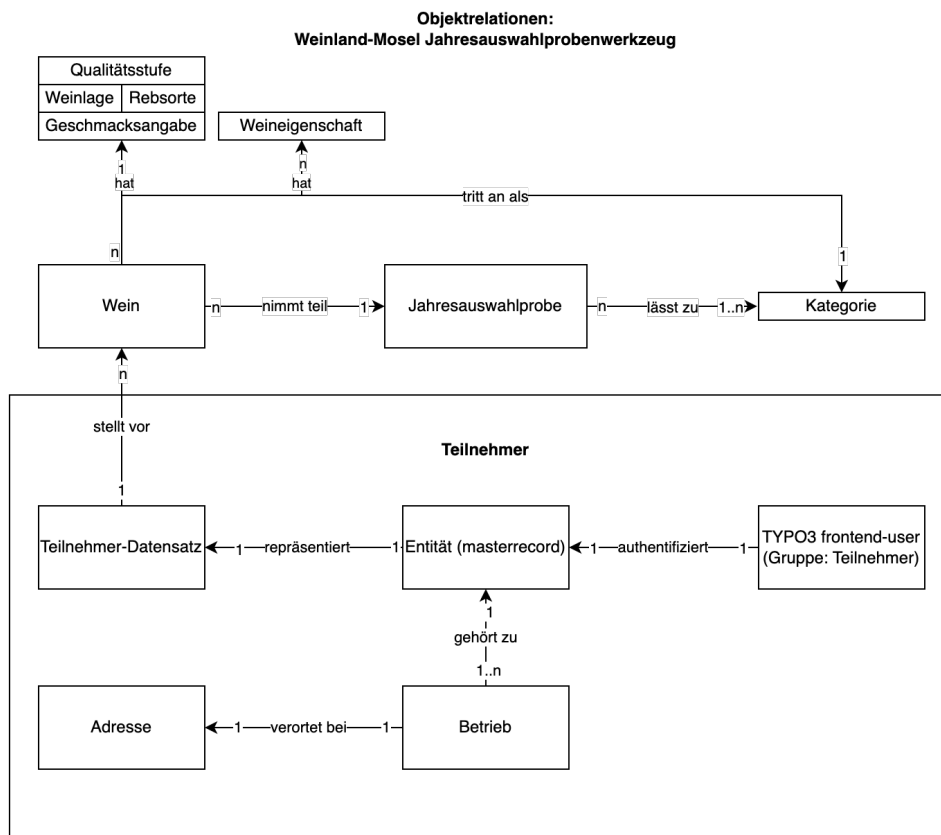 Objektrelationen:
Weinland-Mosel Jahresauswahlprobenwerkzeug
Qualitätsstufe
Weinlage
Rebsorte
Geschmacksangabe
Weineigenschaft
1
hat
n
hat
tritt an als
n
1
Wein
n
nimmt teil
1
Jahresauswahlprobe
n
lässt zu
1..n
Kategorie
n
stellt vor
1
Teilnehmer
Teilnehmer-Datensatz
1
repräsentiert
1
Entität (masterrecord)
1
authentifiziert
1
TYPO3 frontend-user
(Gruppe: Teilnehmer)
1
gehört zu
1..n
Adresse
1
verortet bei
1
Betrieb